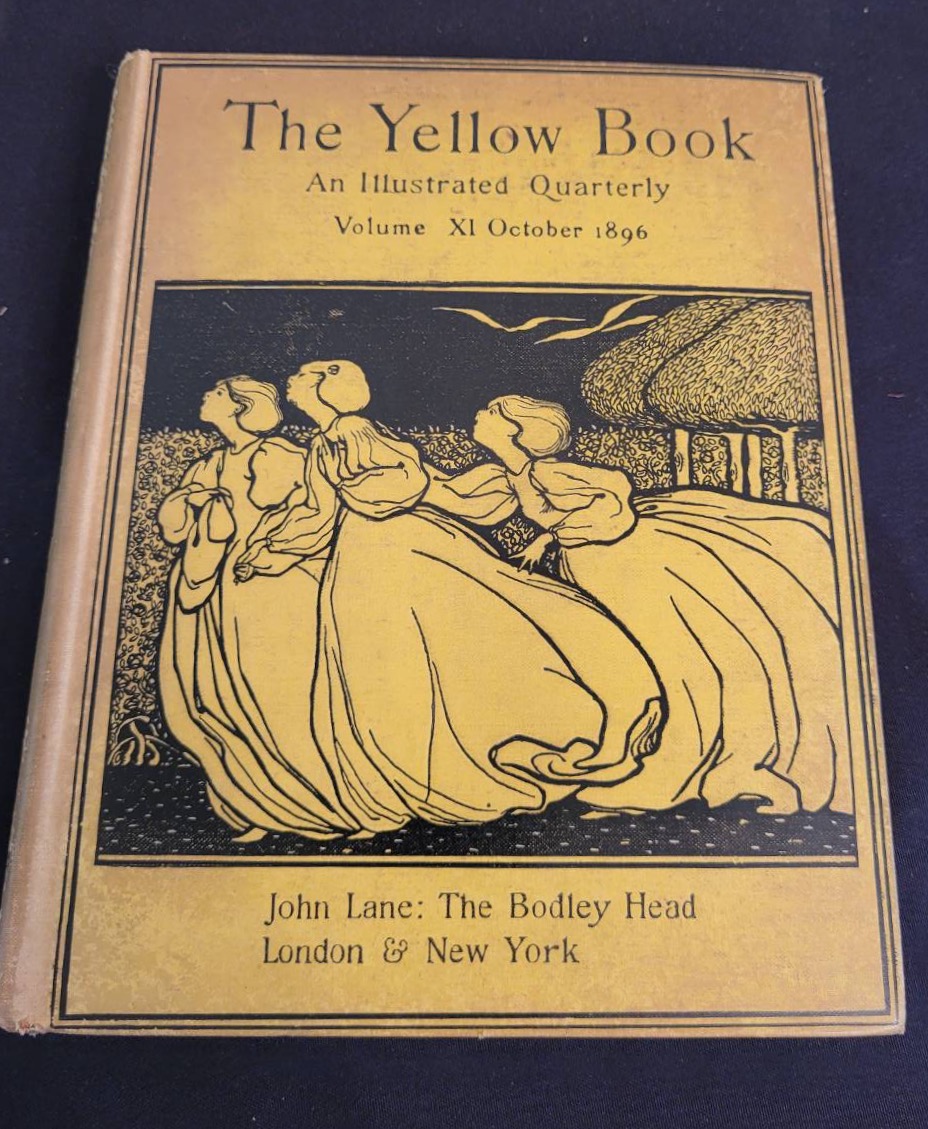 The Yellow Book
An Illustrated Quarterly
Volume XI October 1896
John Lane: The Bodley Head
London & New York